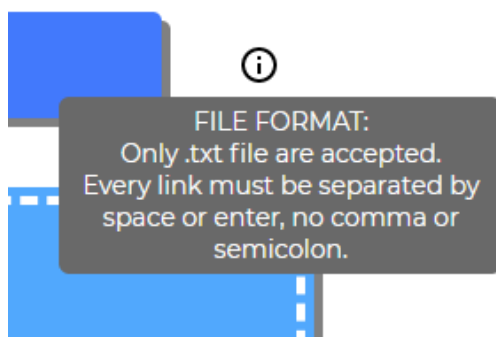 FILE FORMAT:
Only .txt file are accepted.
Every link must be separated by
space or enter, no comma or
semicolon.